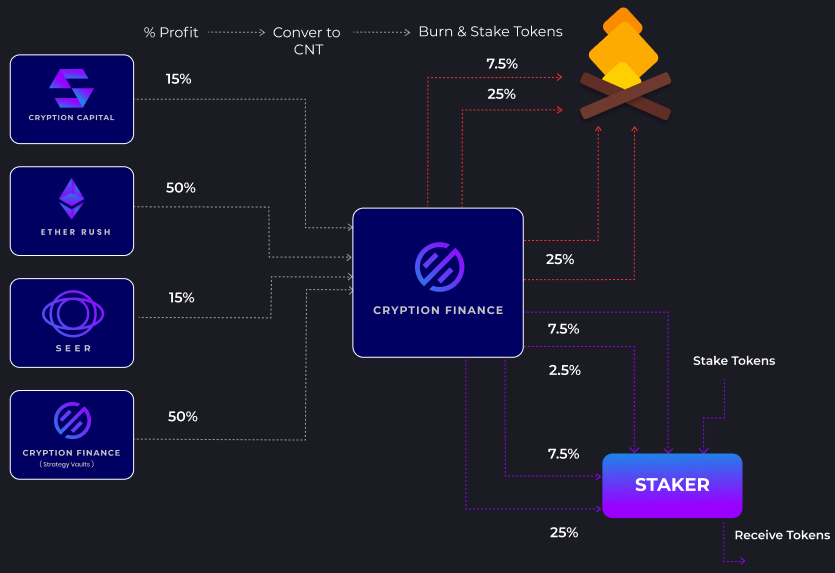 % Profit
Conver to
CNT
Burn & Stake Tokens
15%
CRYPTION CAPITAL
7.5%
25%
50%
ETHER RUSH
15%
SEER
50%
CRYPTION FINANCE
( Strategy Vaults )
CRYPTION FINANCE
25%
7.5%
2.5%
7.5%
25%
Stake Tokens
STAKER
Receive Tokens